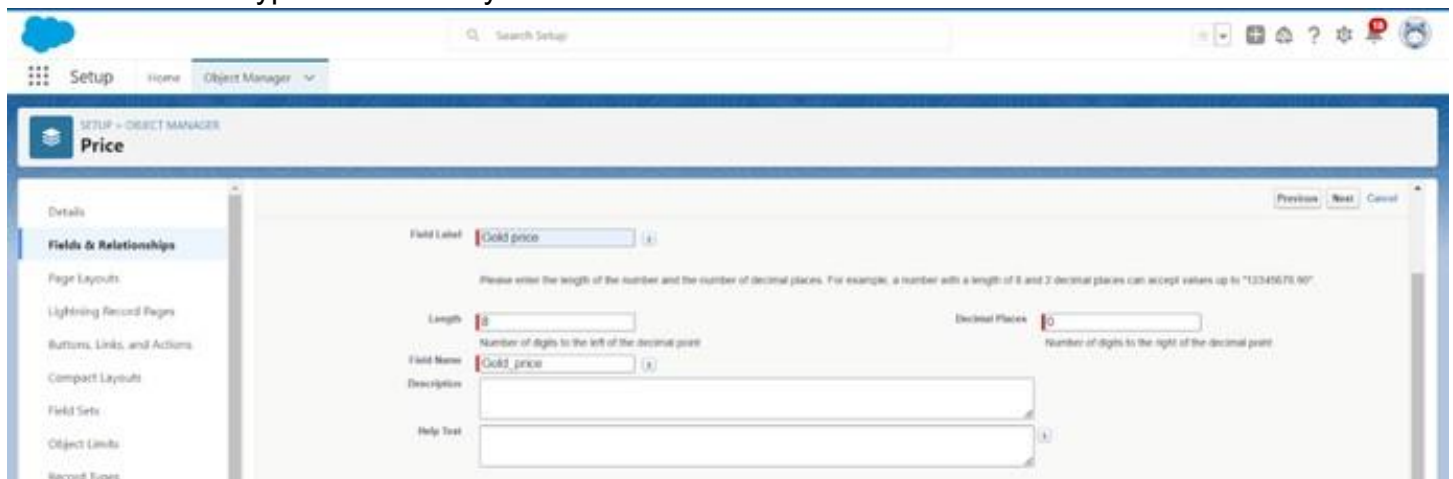 Search Setup
Setup Home Object Manager
SETUP > OBJECT MANAGER
Price
Details
Previous Next Cancel
Fields & Relationships
Field Label Gold price
Page Layouts
Please enter the length of the number and the number of decimal places. For example, a number with a length of 8 and 2 decimal places can accept values up to "12345678.90".
Lightning Record Pages
Length 8 Decimal Places 0
Number of digits to the left of the decimal point Number of digits to the right of the decimal point
Buttons, Links, and Actions
Field Name Gold_price
Compact Layouts
Description
Field Sets
Help Text
Object Limits
Record Types